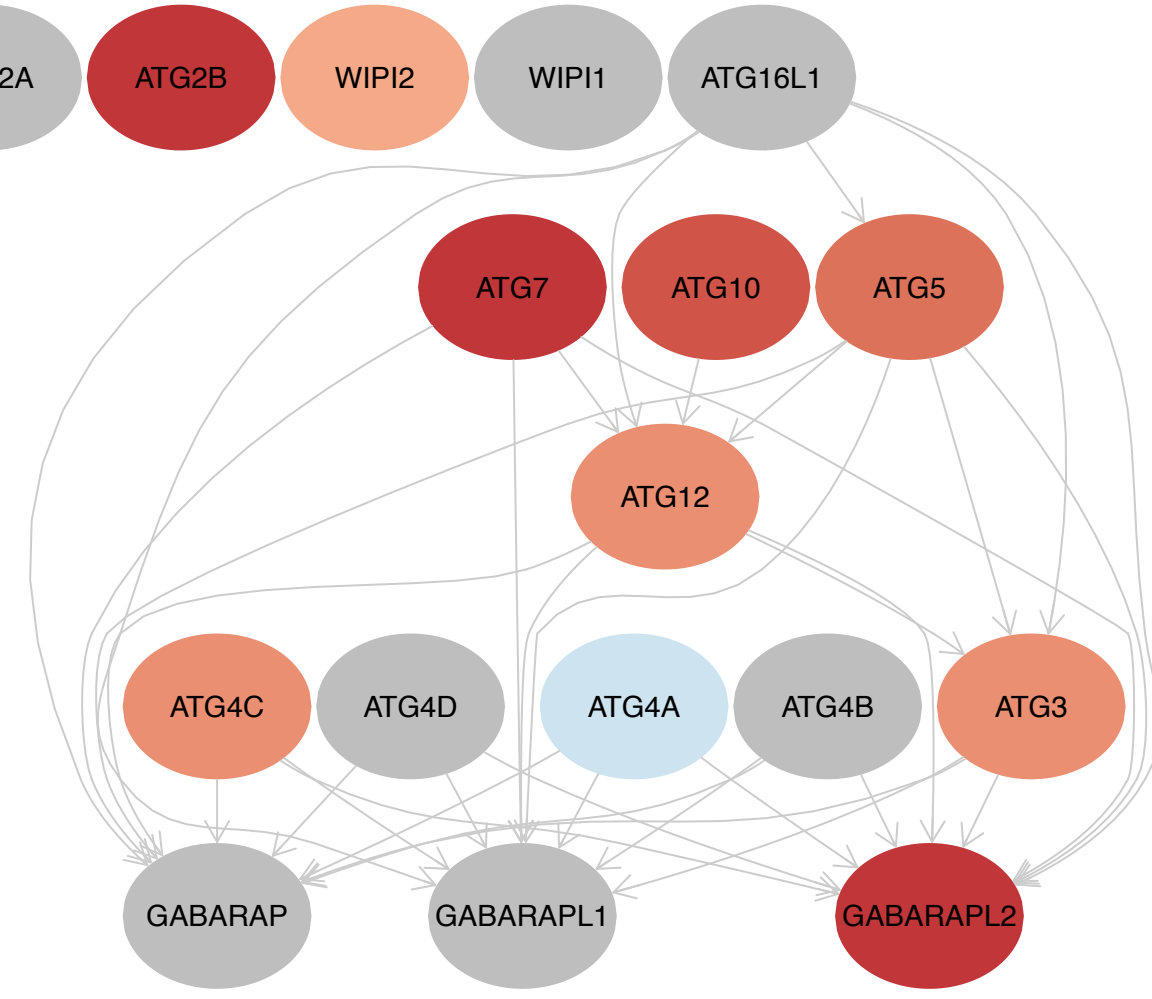 2A
ATG2B
WIPI2
WIPI1
ATG16L1
ATG7
ATG10
ATG5
ATG12
ATG4C
ATG4D
ATG4A
ATG4B
ATG3
GABARAP
GABARAPL1
GABARAPL2